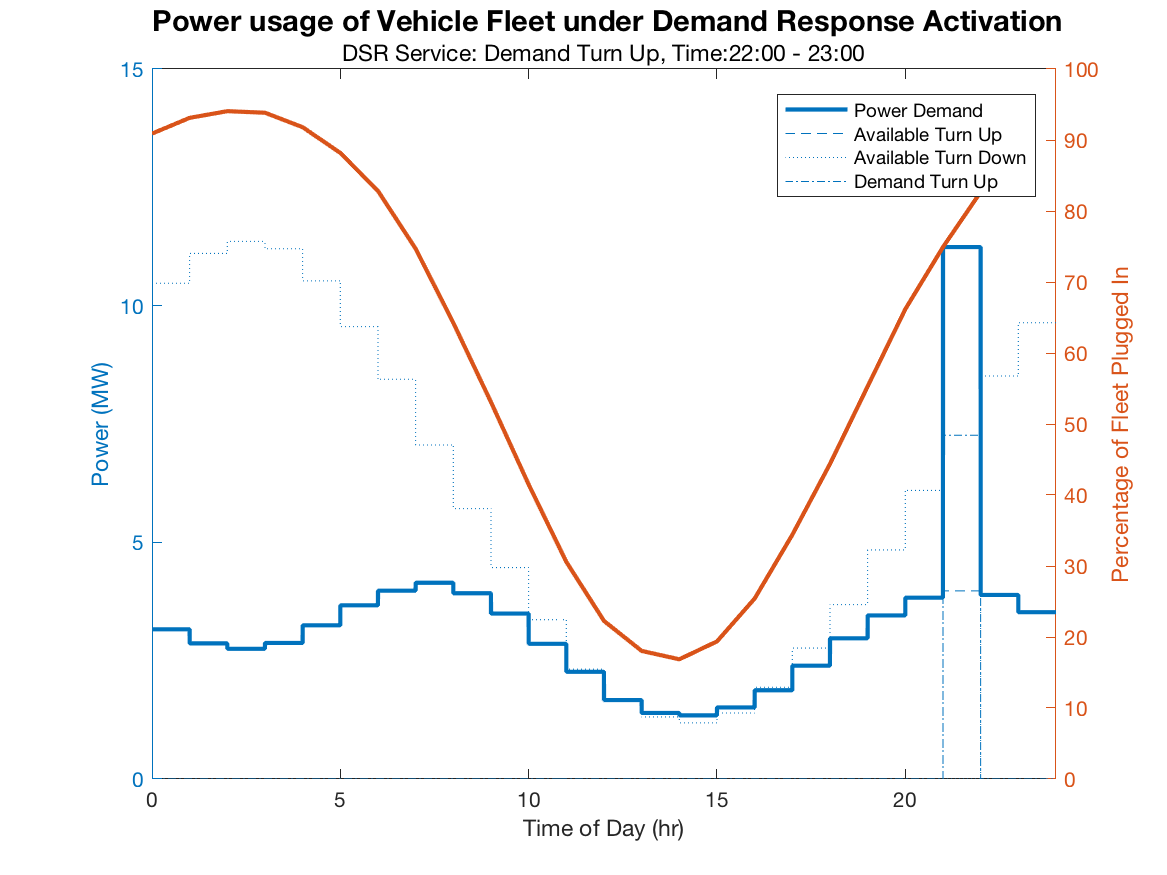 Power usage of Vehicle Fleet under Demand Response Activation
DSR Service: Demand Turn Up, Time:22:00 - 23:00
Power Demand
Available Turn Up
Available Turn Down
Demand Turn Up
Power (MW)
15
10
5
0
Percentage of Fleet Plugged In
100
90
80
70
60
50
40
30
20
10
0
0 5 10 15 20
Time of Day (hr)